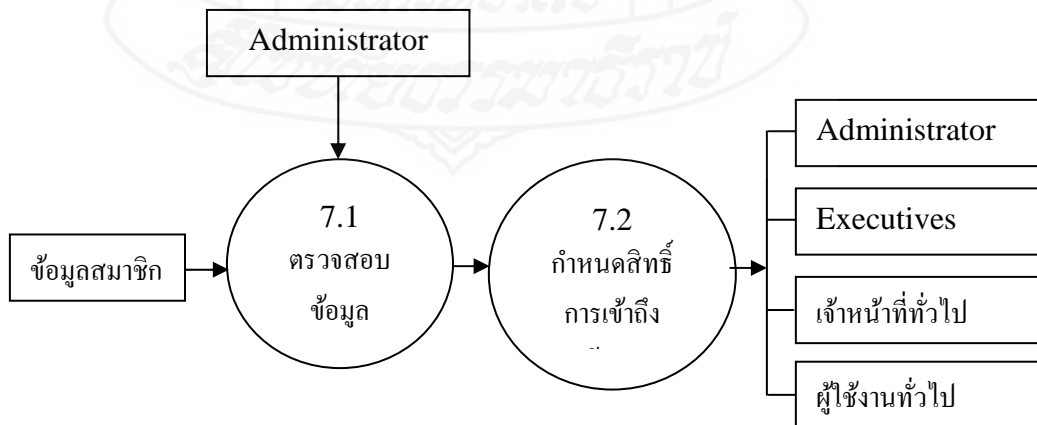 Administrator
Administrator
7.1
ตรวจสอบ
ข้อมูล
7.2
กำหนดสิทธิ์
การเข้าถึง
ข้อมูลสมาชิก
Executives
เจ้าหน้าที่ทั่วไป
ผู้ใช้งานทั่วไป